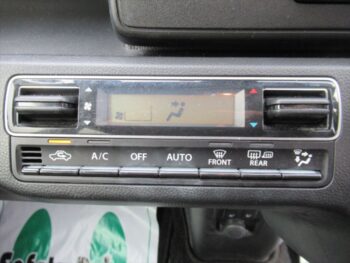 A/C OFF AUTO FRONT REAR